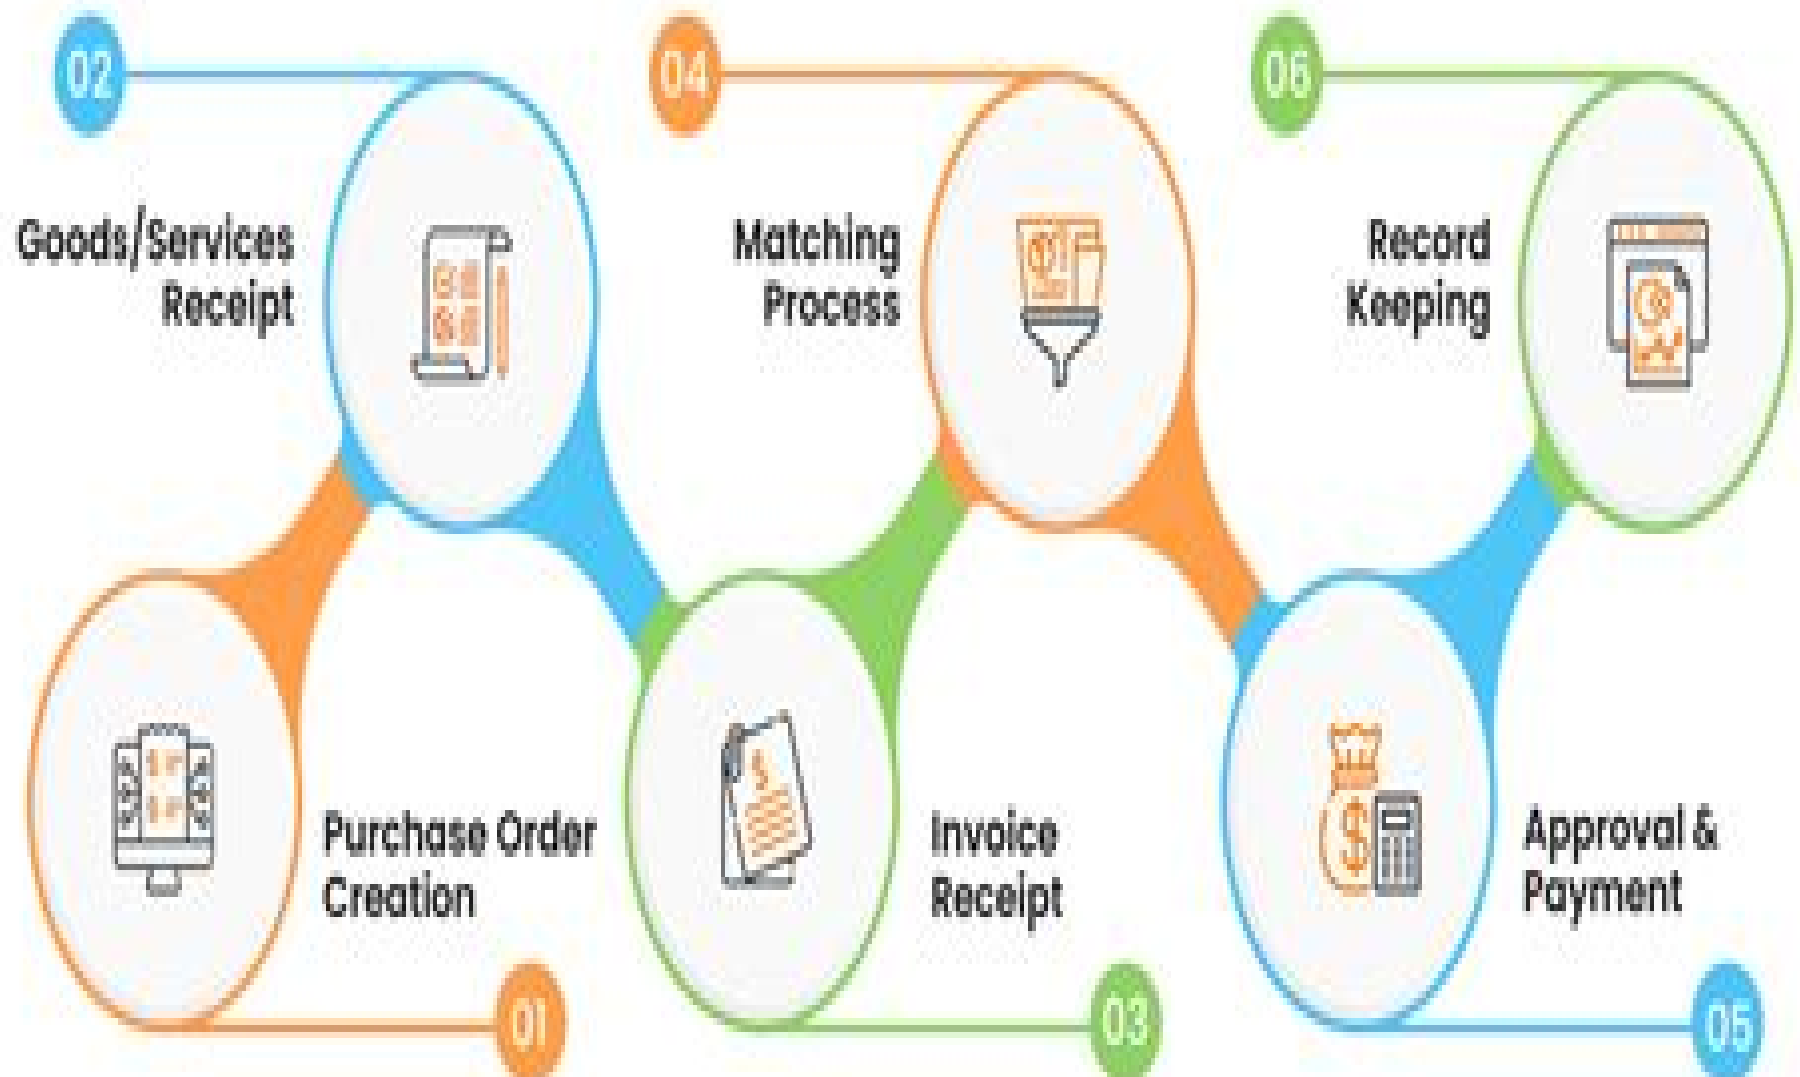 02
Goods/Services
Receipt
04
Matching
Process
06
Record
Keeping
Purchase Order
Creation
01
Invoice
Receipt
03
Approval &
Payment
05